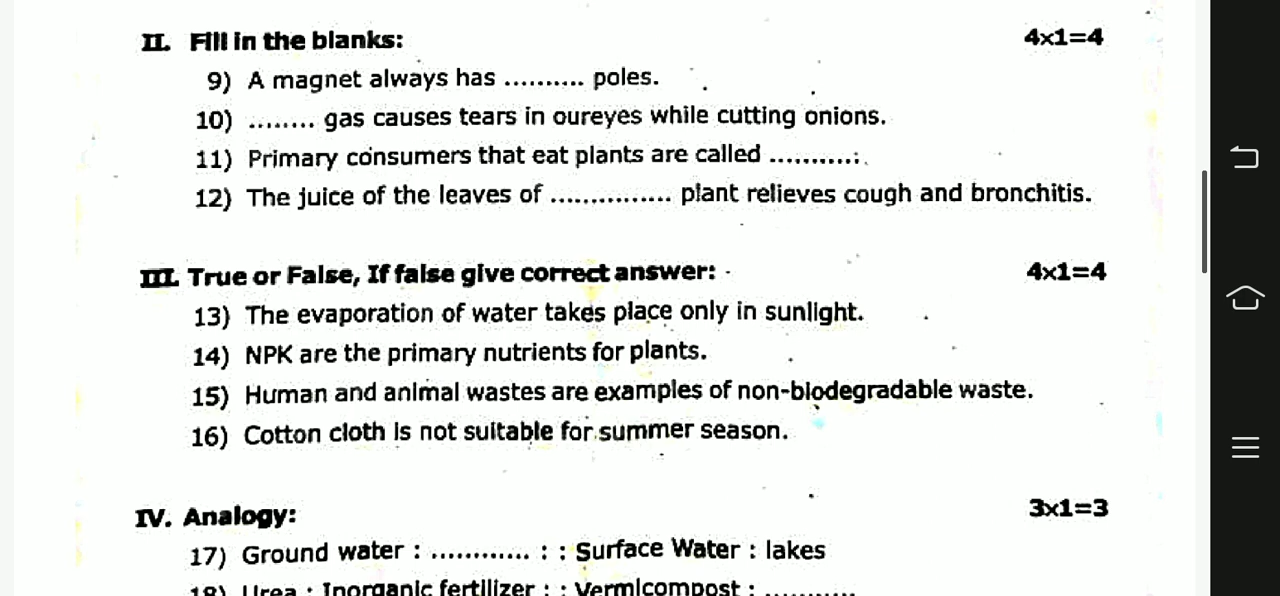 II. Fill in the blanks: 4x1=4
9) A magnet always has .......... poles.
10) ........ gas causes tears in oureyes while cutting onions.
11) Primary consumers that eat plants are called ..........:.
12) The juice of the leaves of ............... plant relieves cough and bronchitis.
III. True or False, If false give correct answer: 4x1=4
13) The evaporation of water takes place only in sunlight.
14) NPK are the primary nutrients for plants.
15) Human and animal wastes are examples of non-biodegradable waste.
16) Cotton cloth is not suitable for summer season.
IV. Analogy: 3x1=3
17) Ground water : ............ : : Surface Water : lakes
18) Urea : Inorganic fertilizer : : Vermicompost : ...........